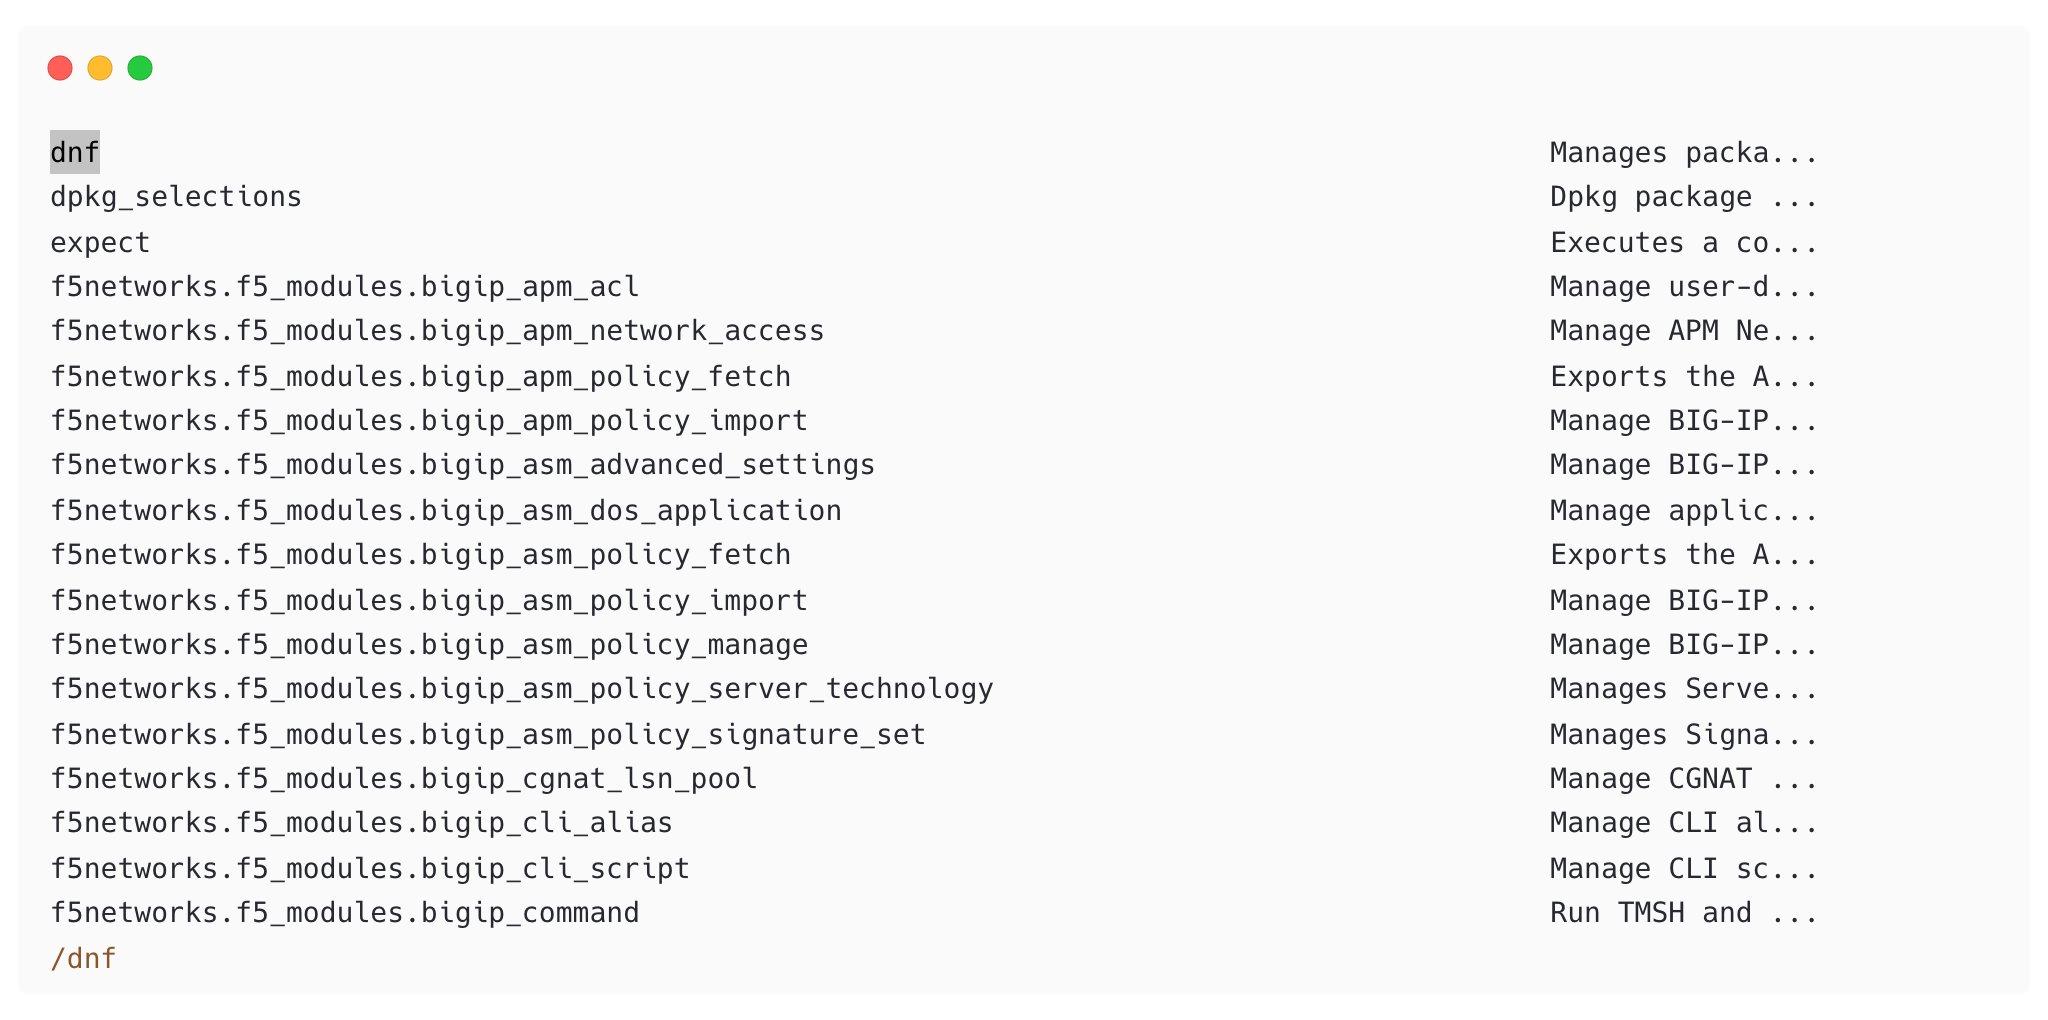 dnf Manages packa...
dpkg_selections Dpkg package ...
expect Executes a co...
f5networks.f5_modules.bigip_apm_acl Manage user-d...
f5networks.f5_modules.bigip_apm_network_access Manage APM Ne...
f5networks.f5_modules.bigip_apm_policy_fetch Exports the A...
f5networks.f5_modules.bigip_apm_policy_import Manage BIG-IP...
f5networks.f5_modules.bigip_asm_advanced_settings Manage BIG-IP...
f5networks.f5_modules.bigip_asm_dos_application Manage applic...
f5networks.f5_modules.bigip_asm_policy_fetch Exports the A...
f5networks.f5_modules.bigip_asm_policy_import Manage BIG-IP...
f5networks.f5_modules.bigip_asm_policy_manage Manage BIG-IP...
f5networks.f5_modules.bigip_asm_policy_server_technology Manages Serve...
f5networks.f5_modules.bigip_asm_policy_signature_set Manages Signa...
f5networks.f5_modules.bigip_cgnat_lsn_pool Manage CGNAT ...
f5networks.f5_modules.bigip_cli_alias Manage CLI al...
f5networks.f5_modules.bigip_cli_script Manage CLI sc...
f5networks.f5_modules.bigip_command Run TMSH and ...
/dnf